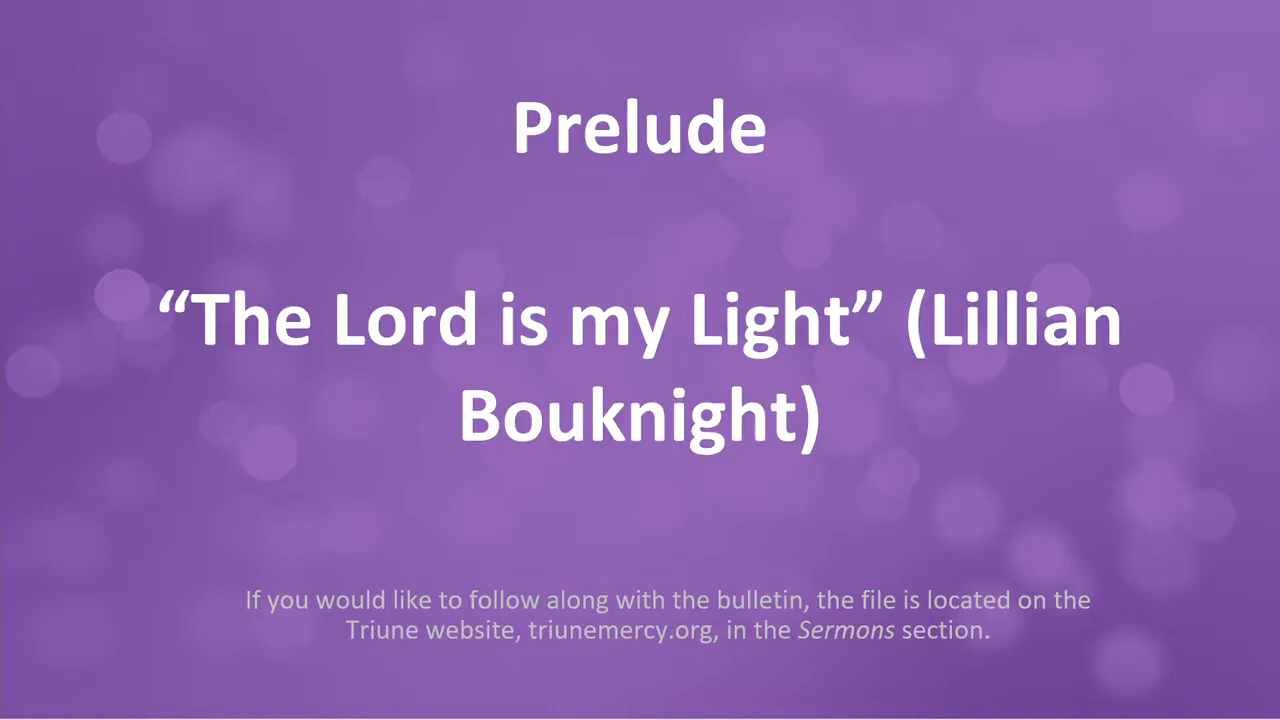 Prelude
“The Lord is my Light” (Lillian
Bouknight)
If you would like to follow along with the bulletin, the file is located on the
Triune website, triunemercy.org, in the Sermons section.